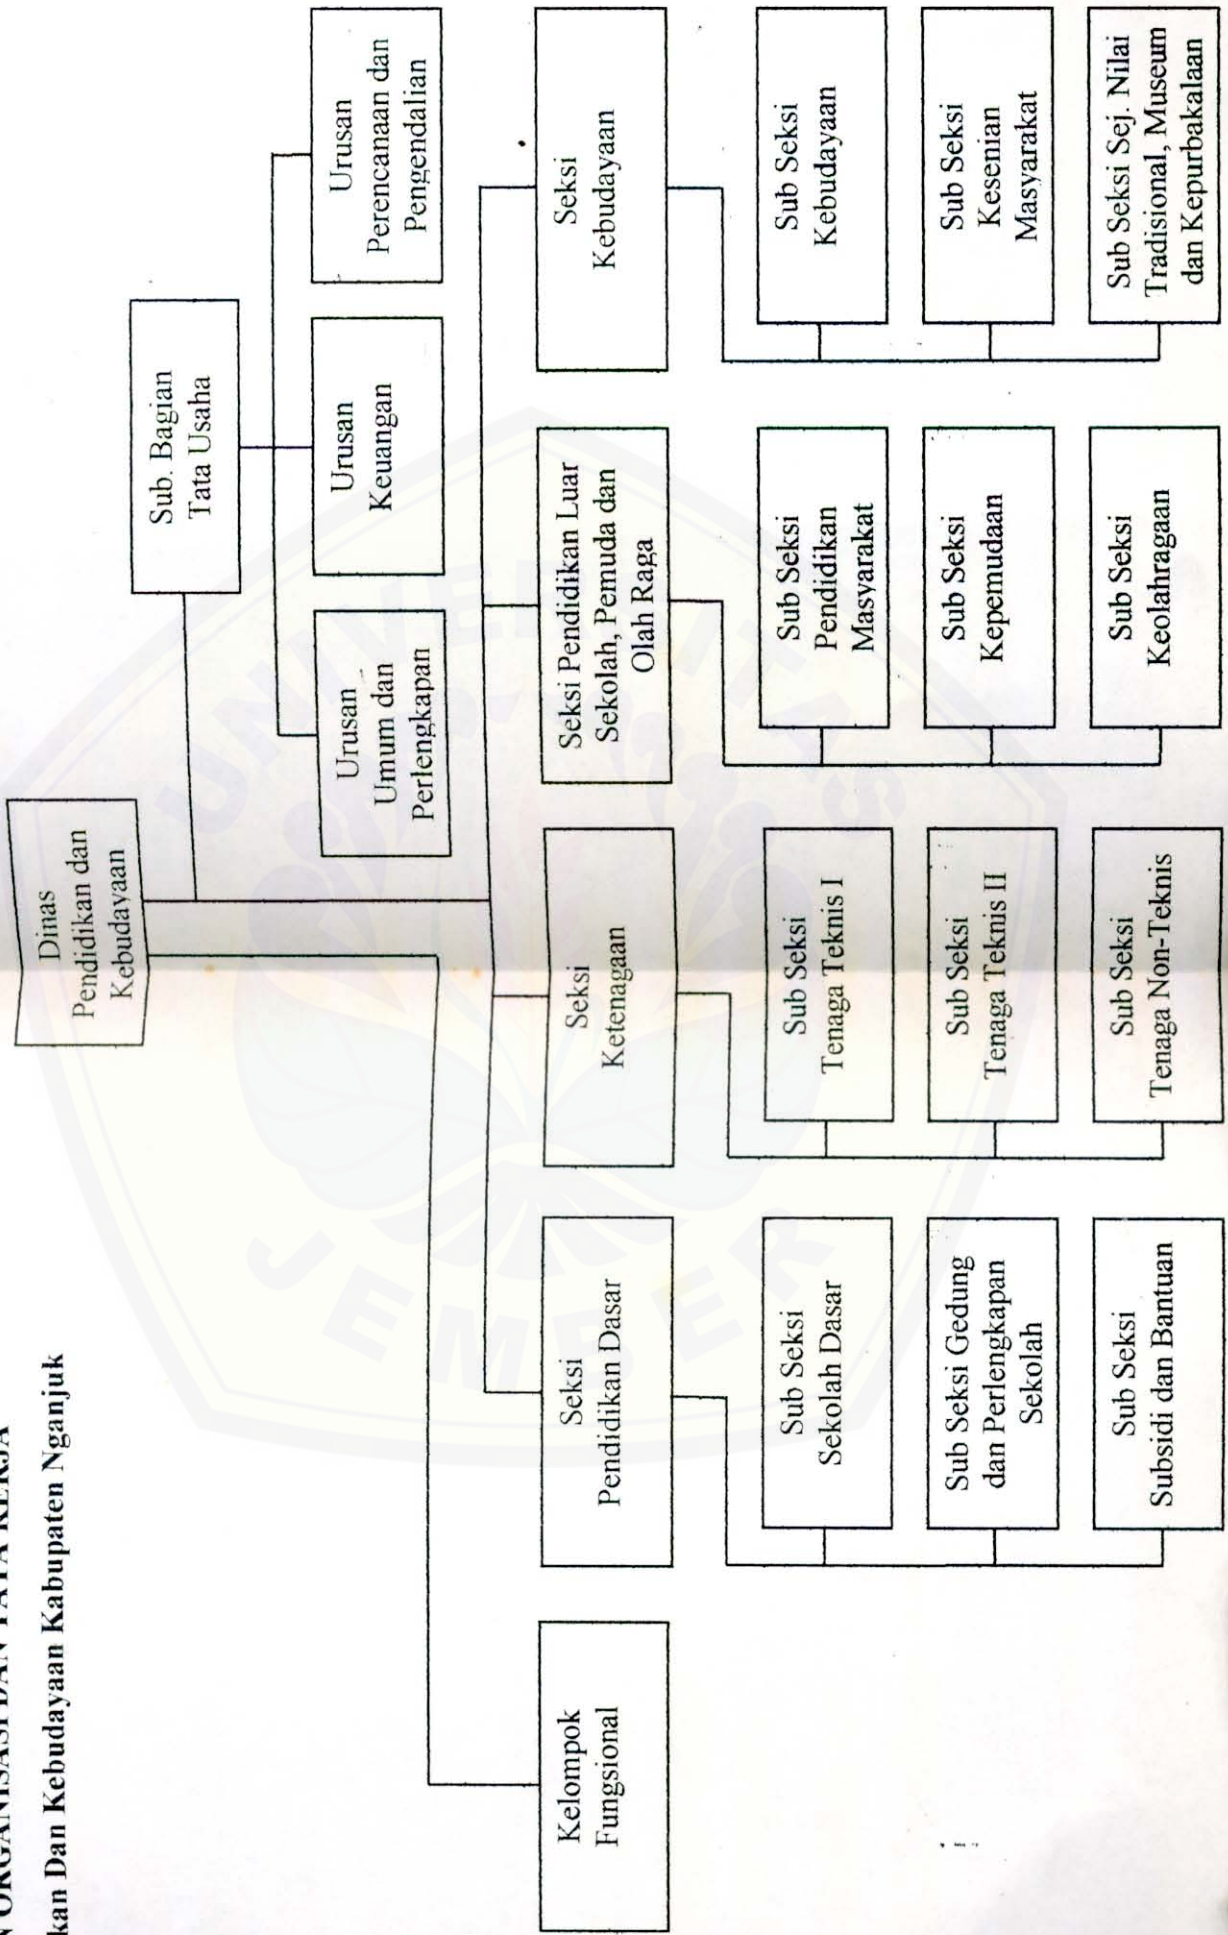 ORGANISASI DAN TATA KERJA
Dan Kebudayaan Kabupaten Nganjuk
Dinas
Pendidikan dan
Kebudayaan
Sub. Bagian
Tata Usaha
Urusan
Umum dan
Perlengkapan
Urusan
Keuangan
Urusan
Perencanaan dan
Pengendalian
Kelompok
Fungsional
Seksi
Pendidikan Dasar
Seksi
Ketenagaan
Seksi Pendidikan Luar
Sekolah, Pemuda dan
Olah Raga
Seksi
Kebudayaan
Sub Seksi
Sekolah Dasar
Sub Seksi
Tenaga Teknis I
Sub Seksi
Pendidikan
Masyarakat
Sub Seksi
Kebudayaan
Sub Seksi Gedung
dan Perlengkapan
Sekolah
Sub Seksi
Tenaga Teknis II
Sub Seksi
Kepemudaan
Sub Seksi
Kesenian
Masyarakat
Sub Seksi
Subsidi dan Bantuan
Sub Seksi
Tenaga Non-Teknis
Sub Seksi
Keolahragaan
Sub Seksi Sej. Nilai
Tradisional, Museum
dan Kepurbakalaan
UNIVERSITAS
JEMBER